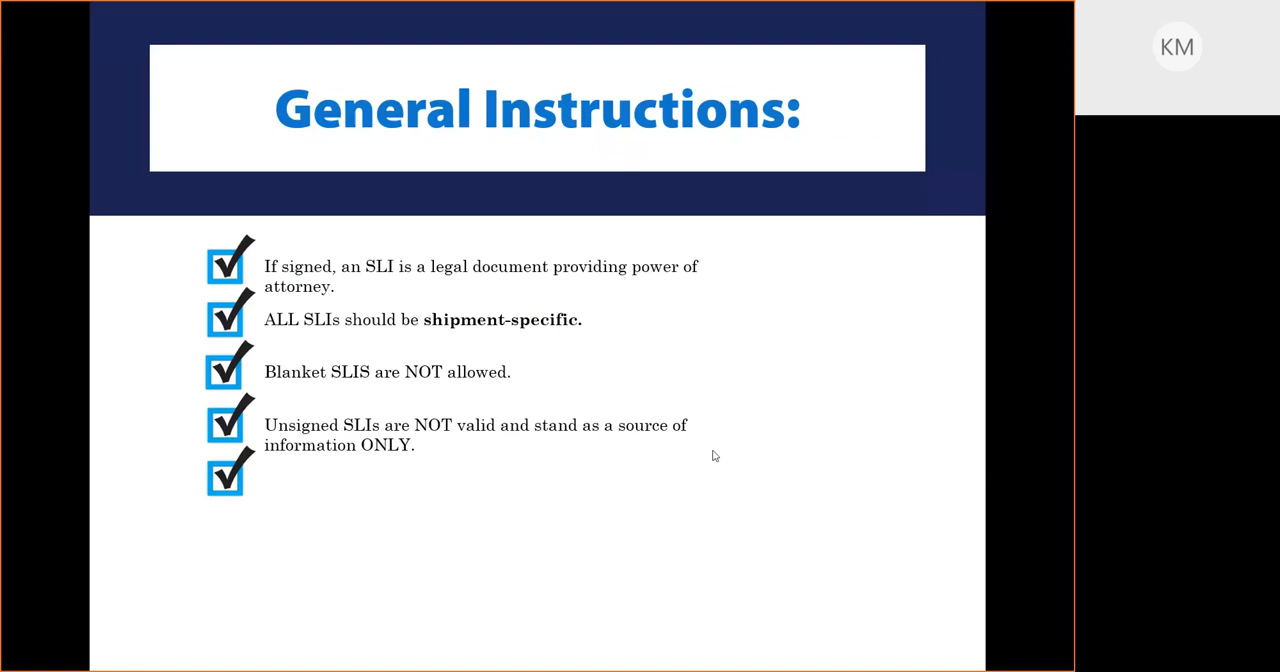 General Instructions:
KM
If signed, an SLI is a legal document providing power of
attorney.
ALL SLIs should be shipment-specific.
Blanket SLIS are NOT allowed.
Unsigned SLIs are NOT valid and stand as a source of
information ONLY.